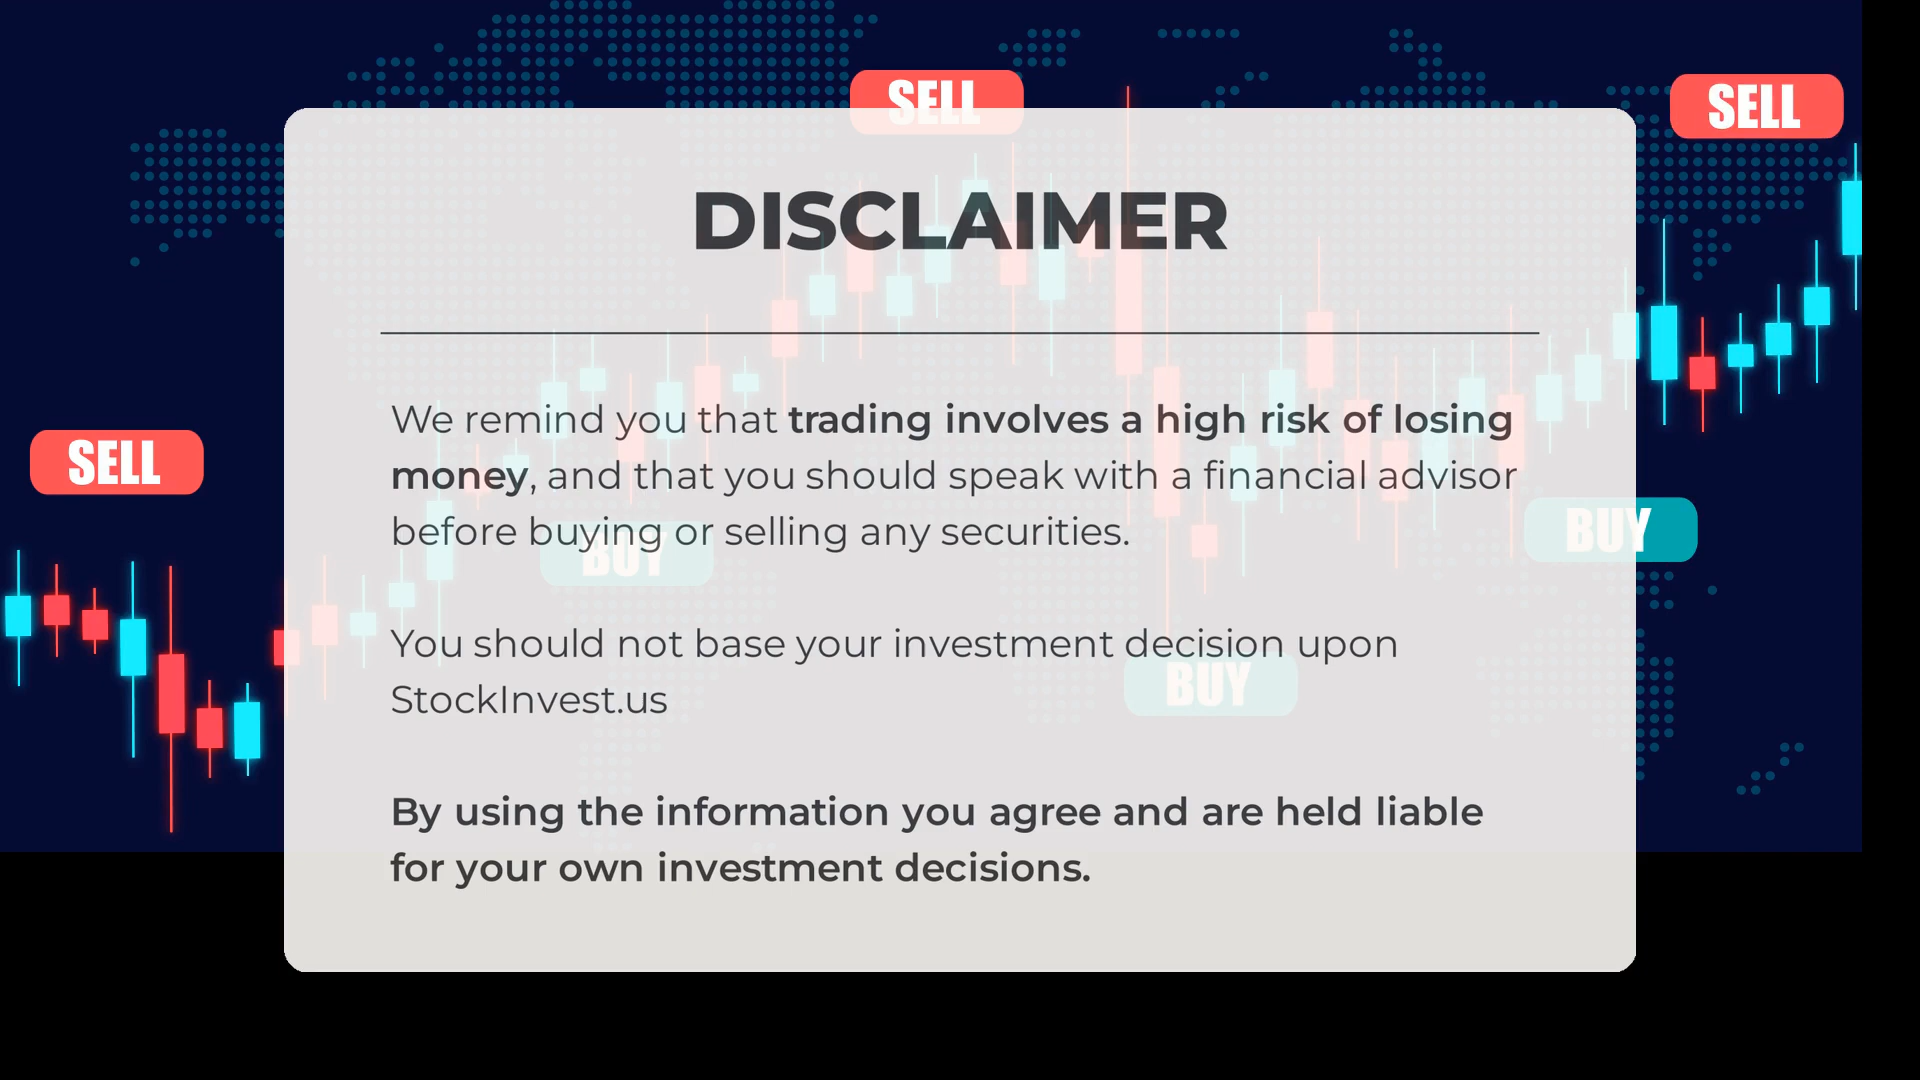 SELL
SELL
DISCLAIMER
We remind you that trading involves a high risk of losing
money, and that you should speak with a financial advisor
before buying or selling any securities.
SELL
BUY
BUY
You should not base your investment decision upon
StockInvest.us
BUY
By using the information you agree and are held liable
for your own investment decisions.